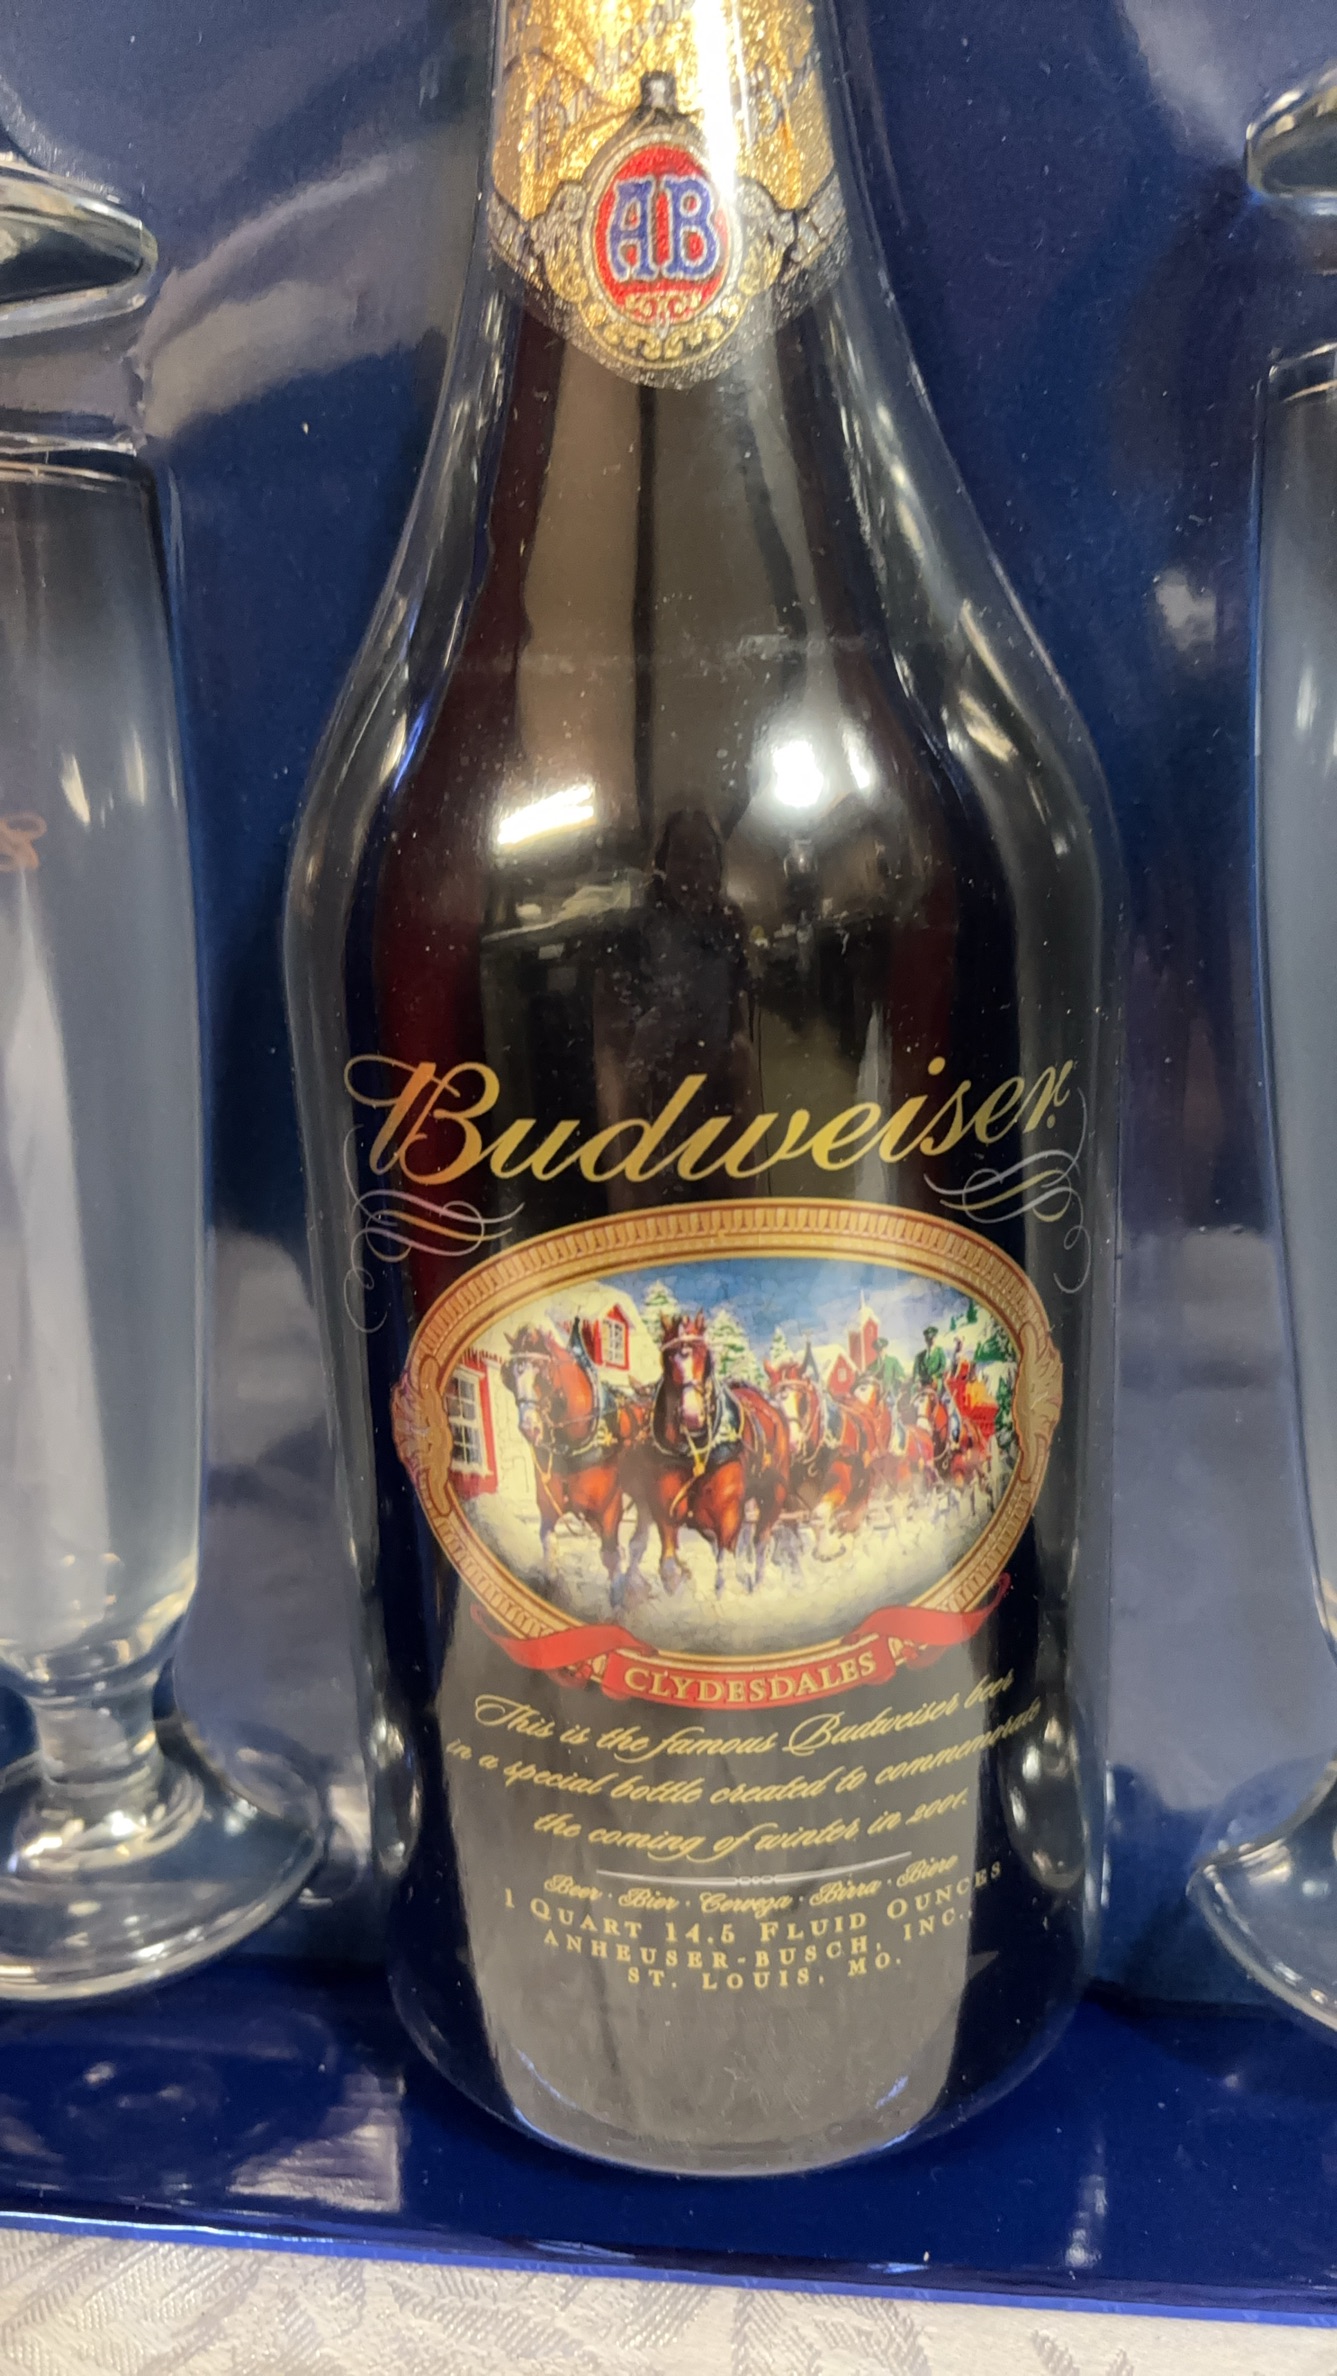 AB
Budweiser.
CLYDESDALES
This is the famous Budweiser beer
in a special bottle created to commemorate
the coming of winter in 2001.
Beer · Bier · Cerveza · Birra · Biere
1 QUART 14.5 FLUID OUNCES
ANHEUSER-BUSCH, INC.,
ST. LOUIS, MO.